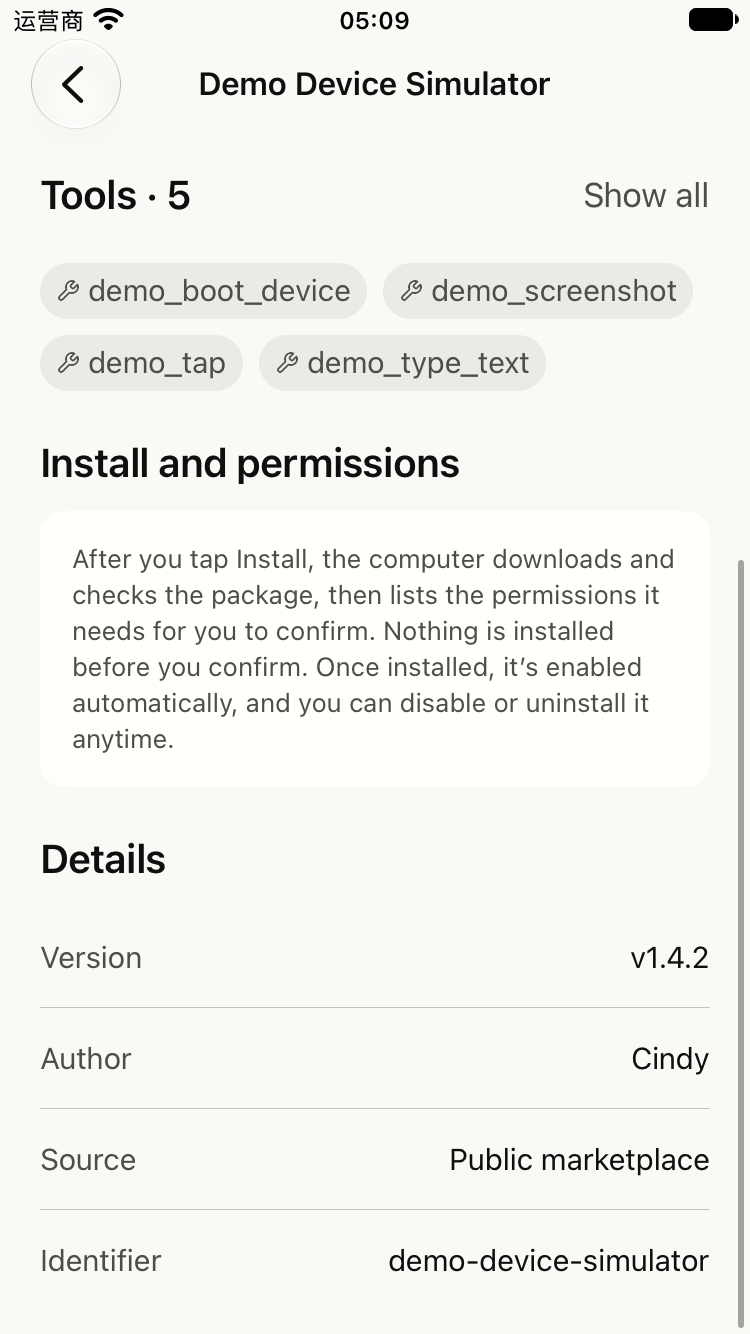 运营商
05:09
Demo Device Simulator
Tools · 5
Show all
demo_boot_device
demo_screenshot
demo_tap
demo_type_text
Install and permissions
After you tap Install, the computer downloads and
checks the package, then lists the permissions it
needs for you to confirm. Nothing is installed
before you confirm. Once installed, it’s enabled
automatically, and you can disable or uninstall it
anytime.
Details
Version
v1.4.2
Author
Cindy
Source
Public marketplace
Identifier
demo-device-simulator